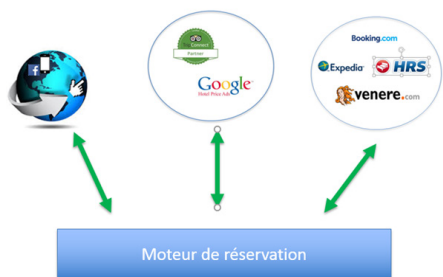 Booking.com
Connect
Partner
Expedia
HRS
Google
Hotel Price Ads
venere.com
Moteur de réservation